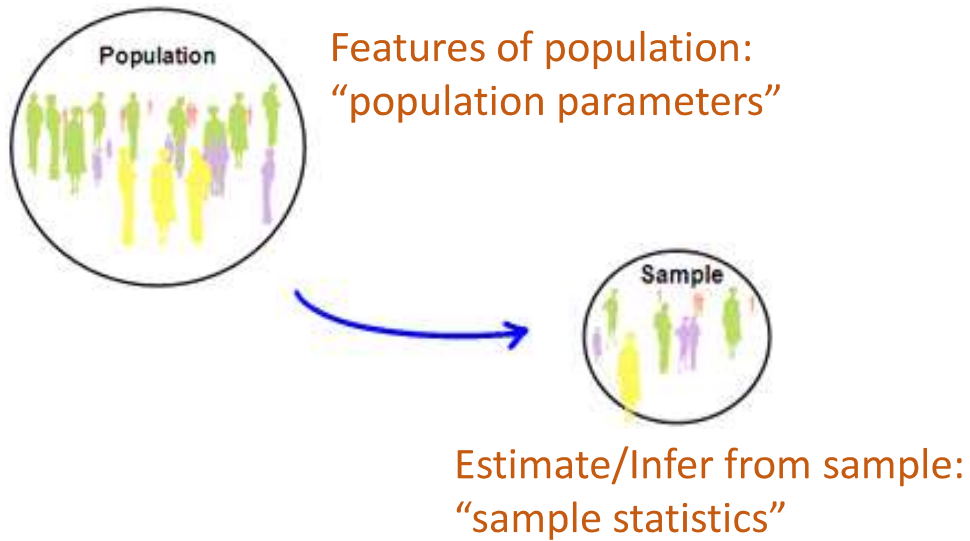 Population
Features of population:
“population parameters”
Sample
Estimate/Infer from sample:
“sample statistics”